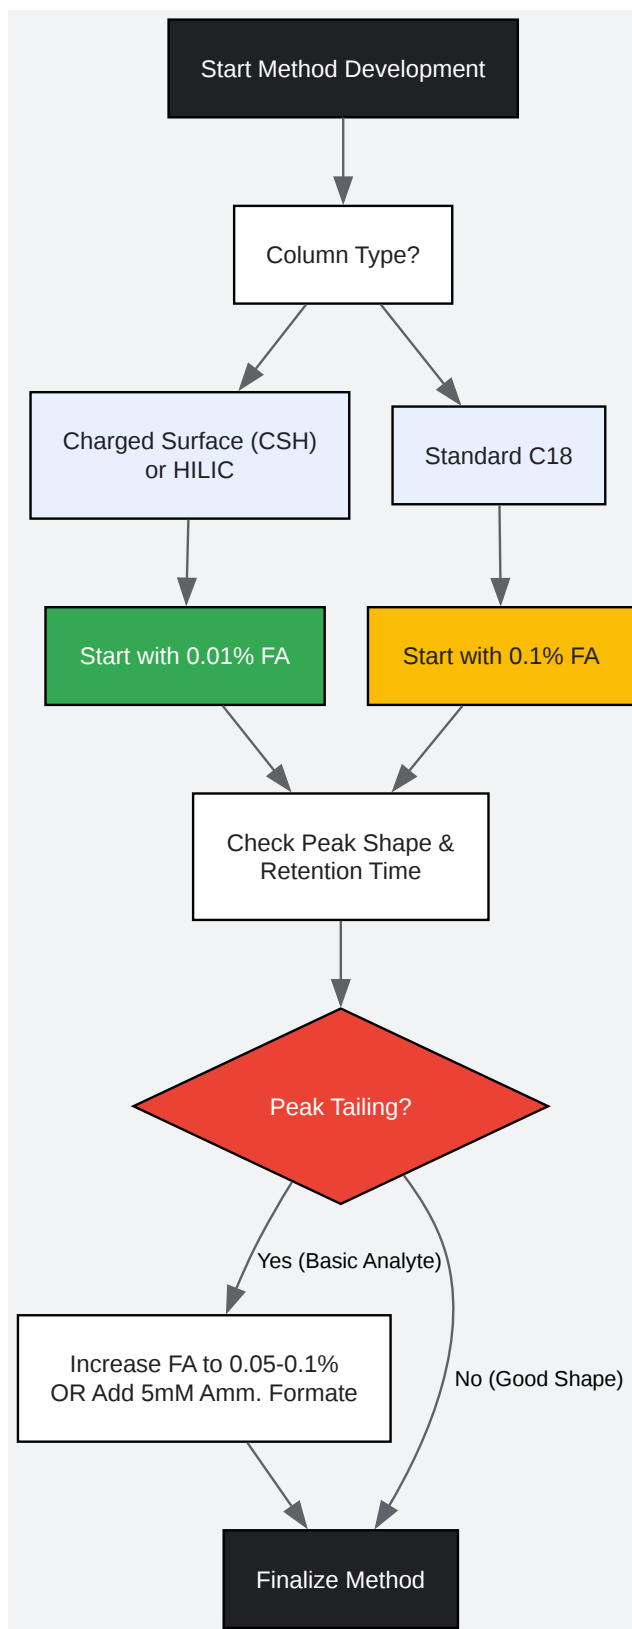 Start Method Development
Column Type?
Charged Surface (CSH)
or HILIC
Standard C18
Start with 0.01% FA
Start with 0.1% FA
Check Peak Shape &
Retention Time
Peak Tailing?
Yes (Basic Analyte)
Increase FA to 0.05-0.1%
OR Add 5mM Amm. Formate
No (Good Shape)
Finalize Method